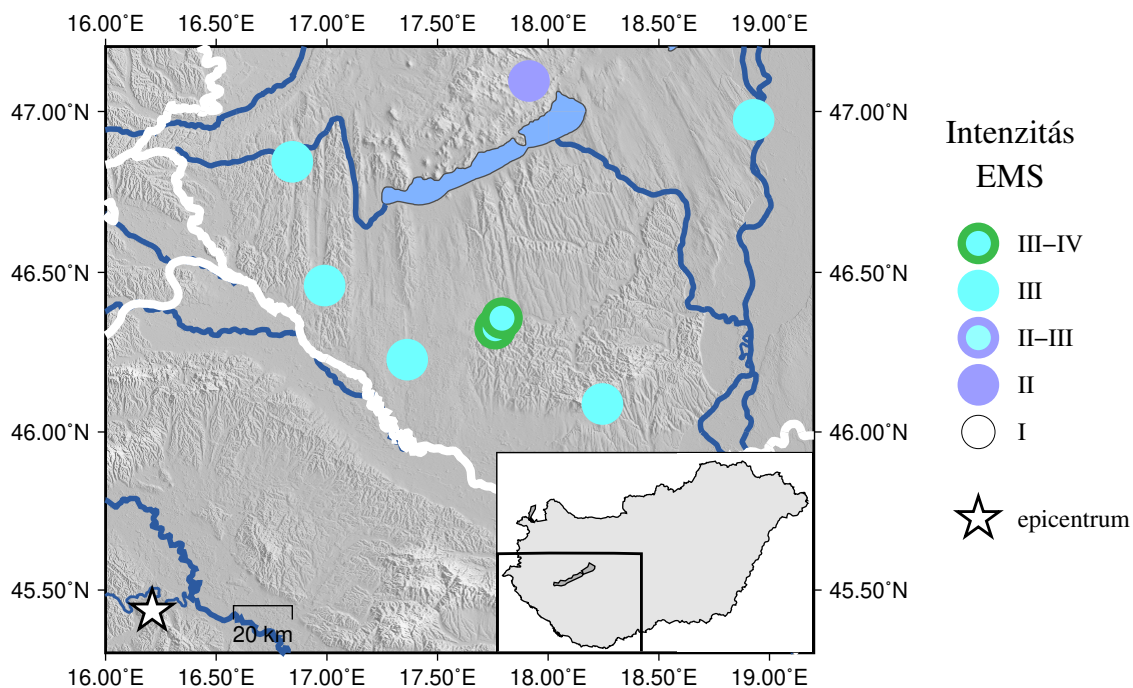 16.00°E 16.50°E 17.00°E 17.50°E 18.00°E 18.50°E 19.00°E
47.00°N 47.00°N
46.50°N 46.50°N
46.00°N 46.00°N
45.50°N 45.50°N
20 km
16.00°E 16.50°E 17.00°E 17.50°E 18.00°E 18.50°E 19.00°E
Intenzitás
EMS
III–IV
III
II–III
II
I
epicentrum